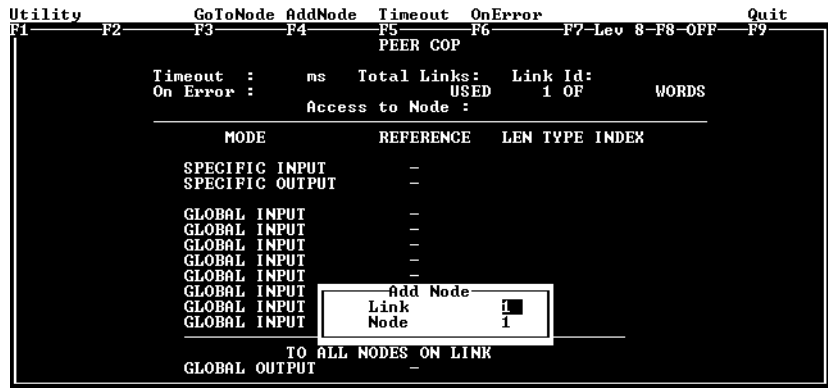 Utility GoToNode AddNode Timeout OnError Quit
F1 F2 F3 F4 F5 F6 F7-Lev 8-F8-OFF F9
PEER COP
Timeout : ms Total Links: Link Id:
On Error : USED 1 OF WORDS
Access to Node :
MODE REFERENCE LEN TYPE INDEX
SPECIFIC INPUT -
SPECIFIC OUTPUT -
GLOBAL INPUT -
GLOBAL INPUT -
GLOBAL INPUT -
GLOBAL INPUT -
GLOBAL INPUT -
GLOBAL INPUT
GLOBAL INPUT
GLOBAL INPUT
Add Node
Link 1
Node 1
TO ALL NODES ON LINK
GLOBAL OUTPUT -